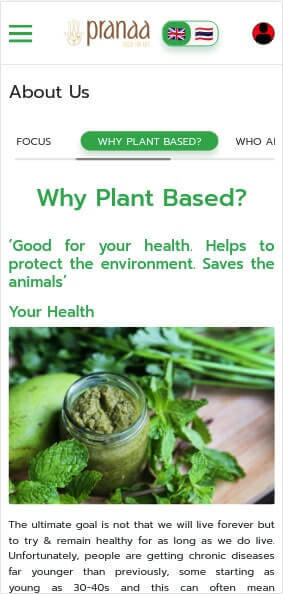 pranaa
About Us
FOCUS WHY PLANT BASED? WHO
Why Plant Based?
‘Good for your health. Helps to
protect the environment. Saves the
animals’
Your Health
The ultimate goal is not that we will live forever but
to try & remain healthy for as long as we do live.
Unfortunately, people are getting chronic diseases
far younger than previously, some starting as
young as 30-40s and this can often mean